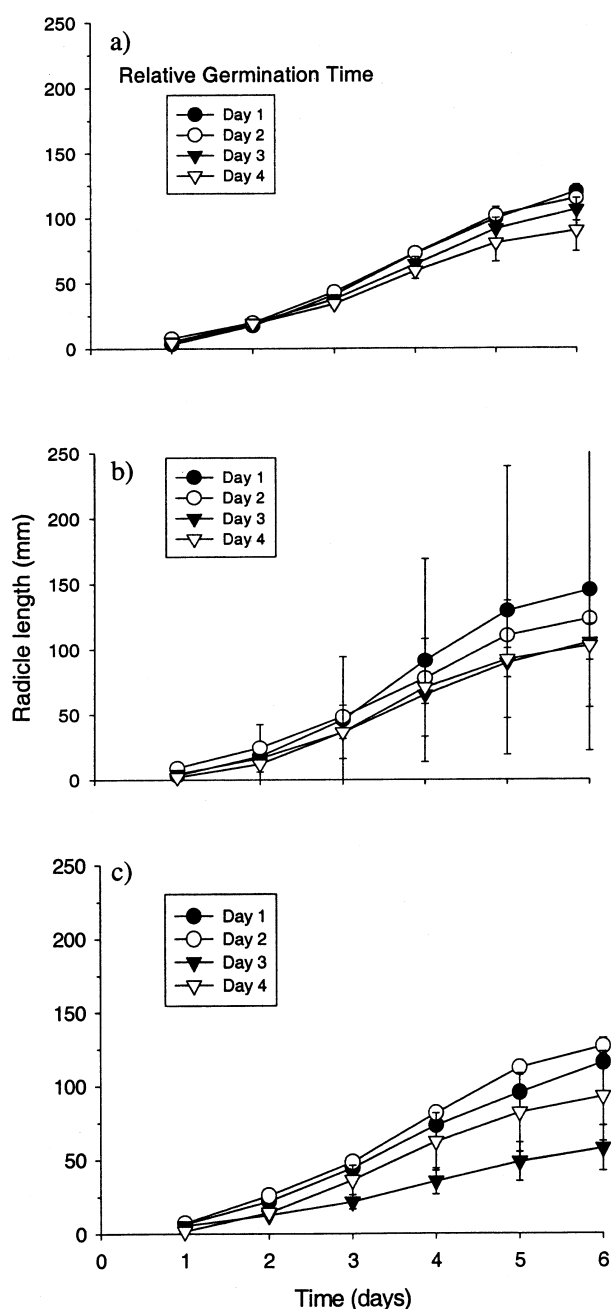 a)
Relative Germination Time
Day 1
Day 2
Day 3
Day 4
250
200
150
100
50
0
b)
Day 1
Day 2
Day 3
Day 4
250
200
150
100
50
0
Radicle length (mm)
c)
Day 1
Day 2
Day 3
Day 4
250
200
150
100
50
0
0 1 2 3 4 5 6
Time (days)